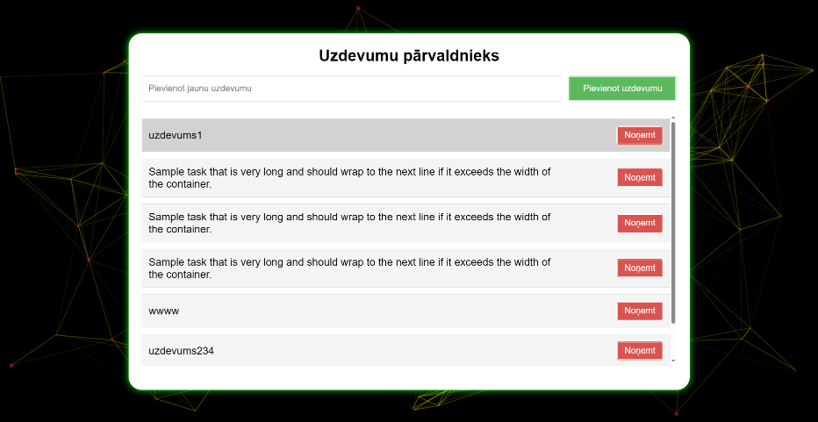 Uzdevumu pārvaldnieks
Pievienot jaunu uzdevumu
Pievienot uzdevumu
uzdevums1
Noņemt
Sample task that is very long and should wrap to the next line if it exceeds the width of
the container.
Noņemt
Sample task that is very long and should wrap to the next line if it exceeds the width of
the container.
Noņemt
Sample task that is very long and should wrap to the next line if it exceeds the width of
the container.
Noņemt
wwww
Noņemt
uzdevums234
Noņemt